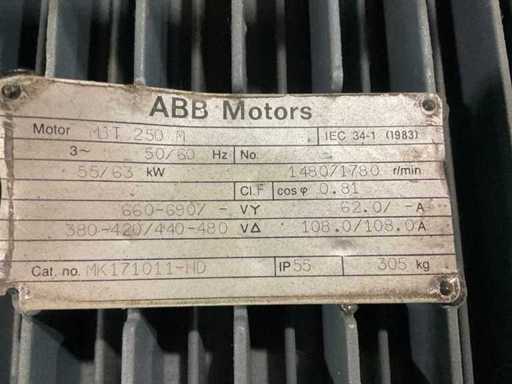 ABB Motors
Motor M3T 250 M IEC 34-1 (1983)
3~ 50/60 Hz No.
55/63 kW 1480/1780 r/min
Cl.F cos φ 0.81
660-690/ - VY 62.0/ -A
380-420/440-480 VΔ 108.0/108.0A
Cat. no. MK171011-HD IP55 305 kg